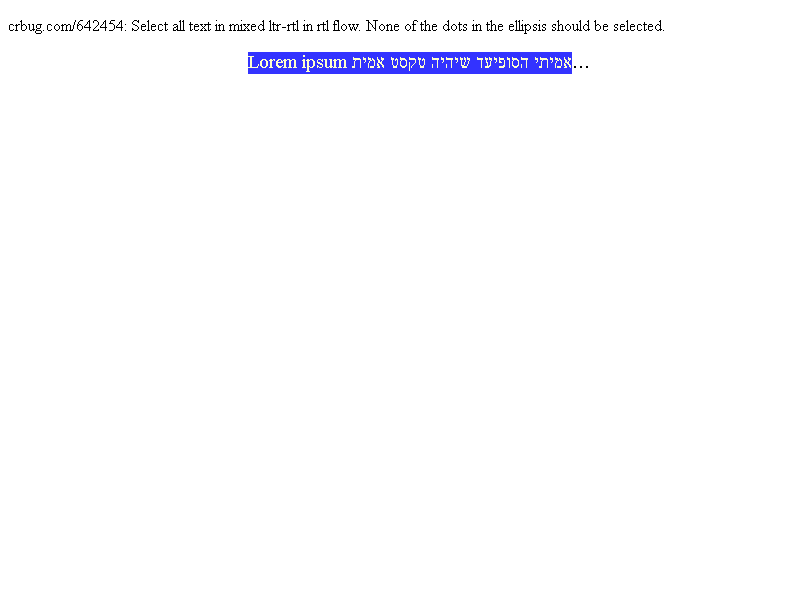 crbug.com/642454: Select all text in mixed ltr-rtl in rtl flow. None of the dots in the ellipsis should be selected.
Lorem ipsum אמיתי הסופיעד שיהיה טקסט אמית…